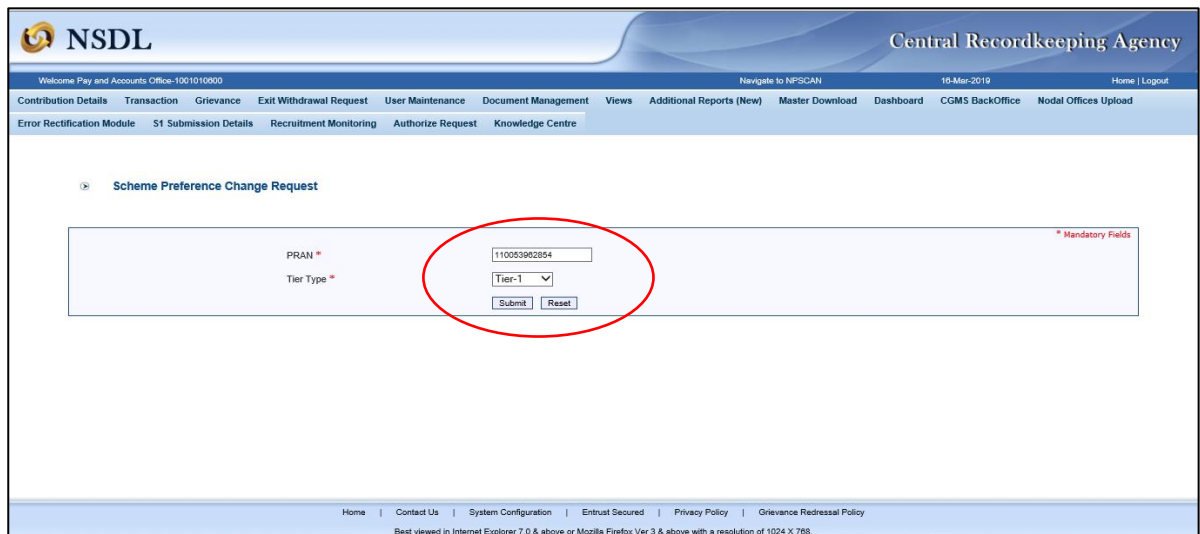 NSDL
Central Recordkeeping Agency
Welcome Pay and Accounts Office-1001010600 Navigate to NPSCAN 16-Mar-2019 Home | Logout
Contribution Details Transaction Grievance Exit Withdrawal Request User Maintenance Document Management Views Additional Reports (New) Master Download Dashboard CGMS BackOffice Nodal Offices Upload
Error Rectification Module S1 Submission Details Recruitment Monitoring Authorize Request Knowledge Centre
Scheme Preference Change Request
* Mandatory Fields
PRAN * 110053962854
Tier Type * Tier-1
Submit Reset
Home | Contact Us | System Configuration | Entrust Secured | Privacy Policy | Grievance Redressal Policy
Best viewed in Internet Explorer 7.0 & above or Mozilla Firefox Ver 3 & above with a resolution of 1024 X 768.